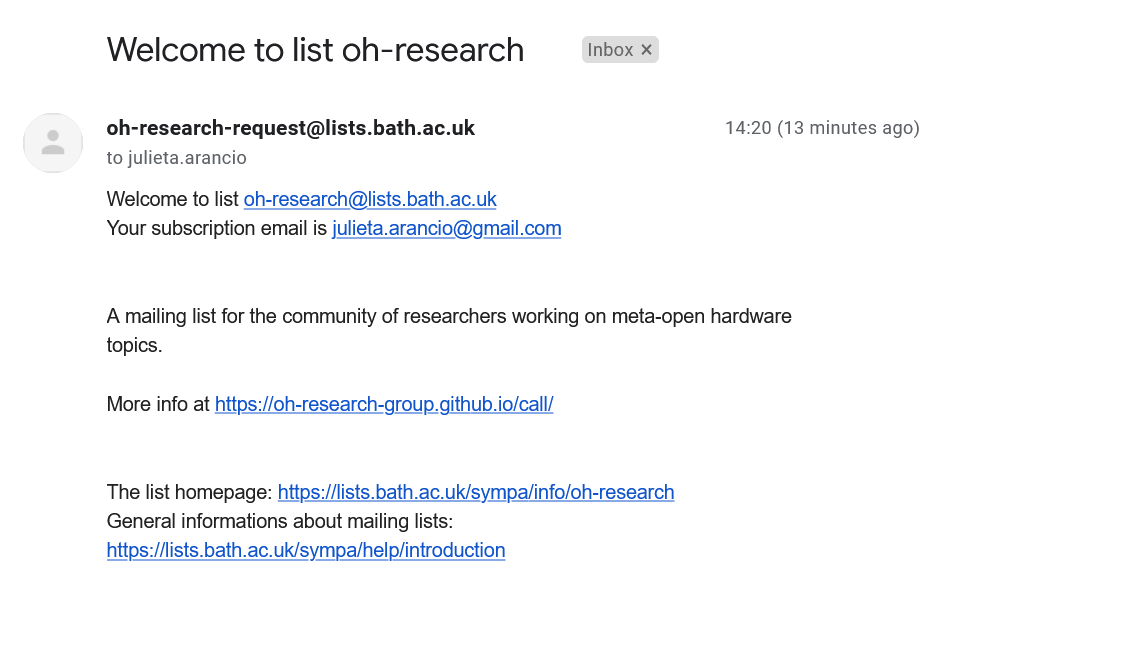 Welcome to list oh-research
Inbox ×
oh-research-request@lists.bath.ac.uk
14:20 (13 minutes ago)
to julieta.arancio
Welcome to list oh-research@lists.bath.ac.uk
Your subscription email is julieta.arancio@gmail.com
A mailing list for the community of researchers working on meta-open hardware
topics.
More info at https://oh-research-group.github.io/call/
The list homepage: https://lists.bath.ac.uk/sympa/info/oh-research
General informations about mailing lists:
https://lists.bath.ac.uk/sympa/help/introduction